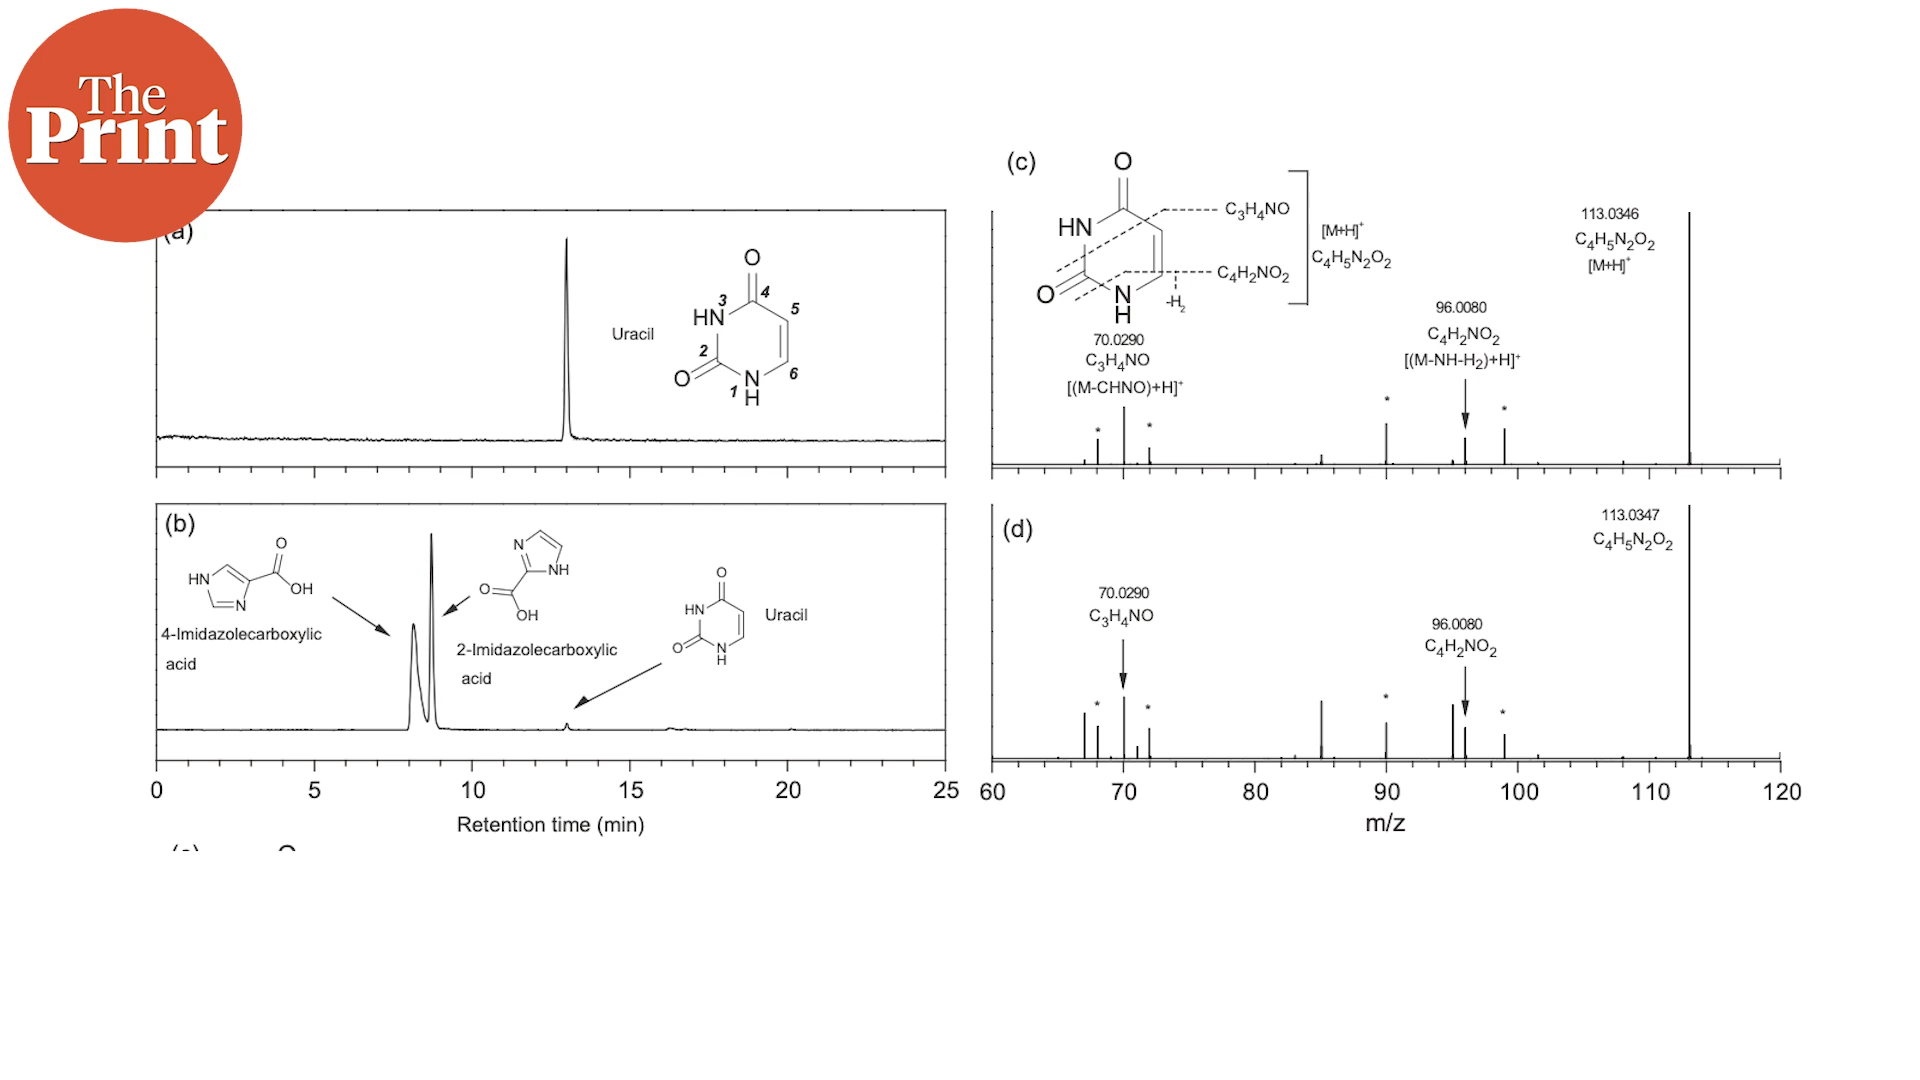 The
Print
(a)
Uracil
O
HN
3
4
5
2
O
1
N
H
6
(b)
O
HN
OH
N
4-Imidazolecarboxylic
acid
N
NH
O
OH
2-Imidazolecarboxylic
acid
O
HN
O
N
H
Uracil
0 5 10 15 20 25
Retention time (min)
(c)
O
HN
O
N
H
-H2
C3H4NO
C4H2NO2
[M+H]+
C4H5N2O2
70.0290
C3H4NO
[(M-CHNO)+H]+
*
*
*
96.0080
C4H2NO2
[(M-NH-H2)+H]+
*
113.0346
C4H5N2O2
[M+H]+
(d)
70.0290
C3H4NO
*
*
*
96.0080
C4H2NO2
*
113.0347
C4H5N2O2
60 70 80 90 100 110 120
m/z